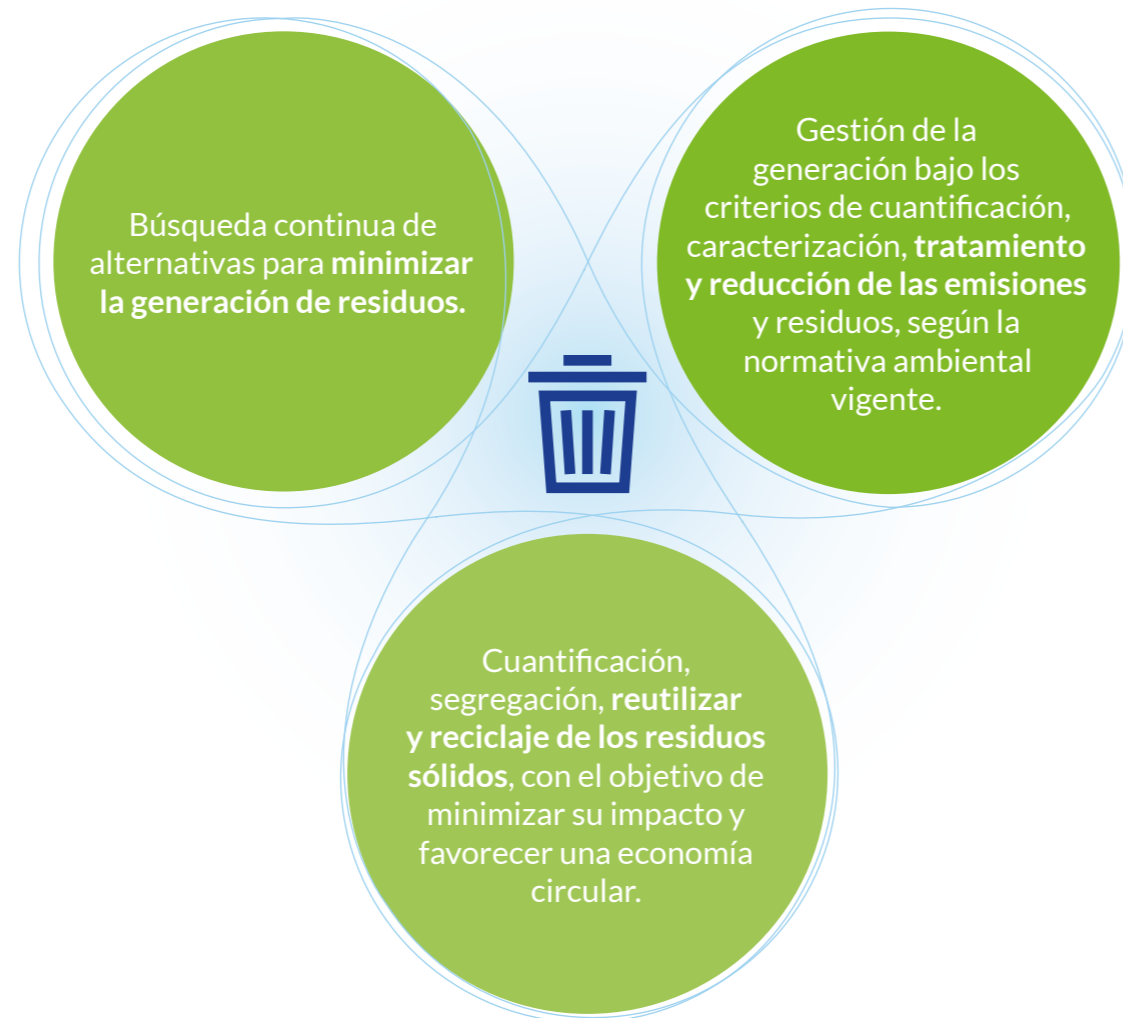 Búsqueda continua de
alternativas para minimizar
la generación de residuos.
Gestión de la
generación bajo los
criterios de cuantificación,
caracterización, tratamiento
y reducción de las emisiones
y residuos, según la
normativa ambiental
vigente.
Cuantificación,
segregación, reutilizar
y reciclaje de los residuos
sólidos, con el objetivo de
minimizar su impacto y
favorecer una economía
circular.